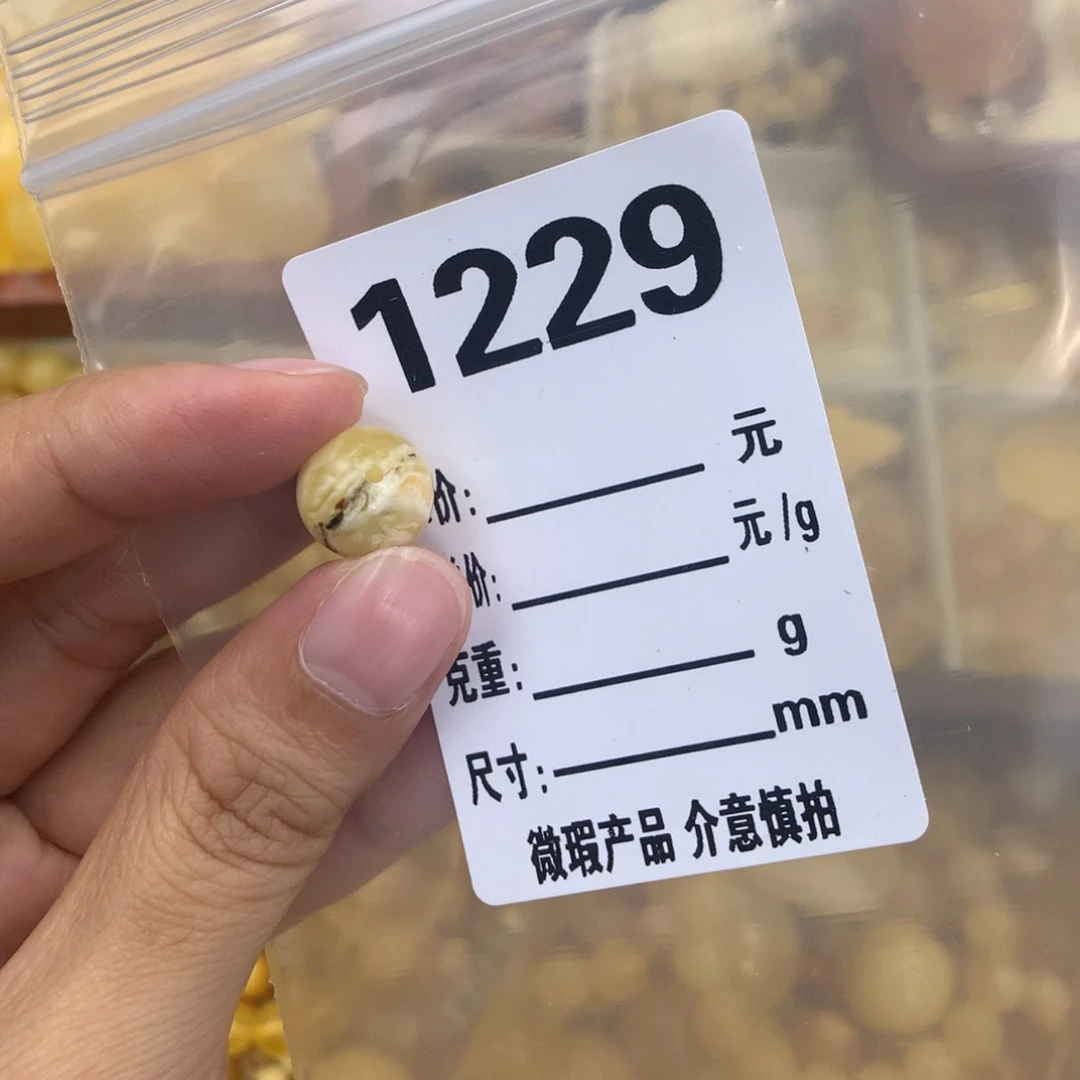 1229
价: 元
价: 元/g
克重: g
尺寸: mm
微瑕产品 介意慎拍